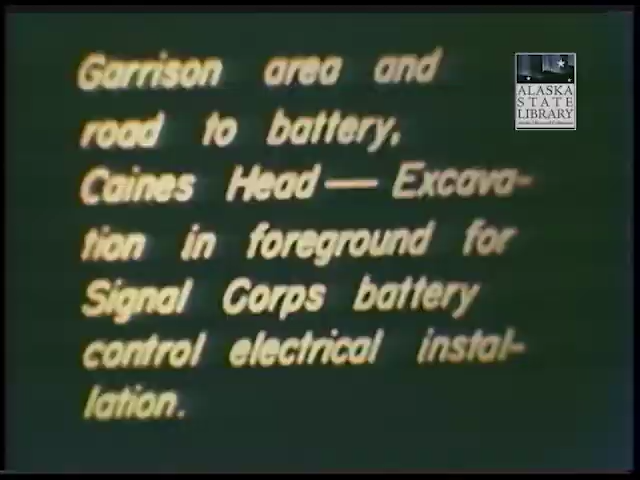 Garrison area and
road to battery,
Caines Head — Excava-
tion in foreground for
Signal Corps battery
control electrical instal-
lation.
ALASKA
STATE
LIBRARY